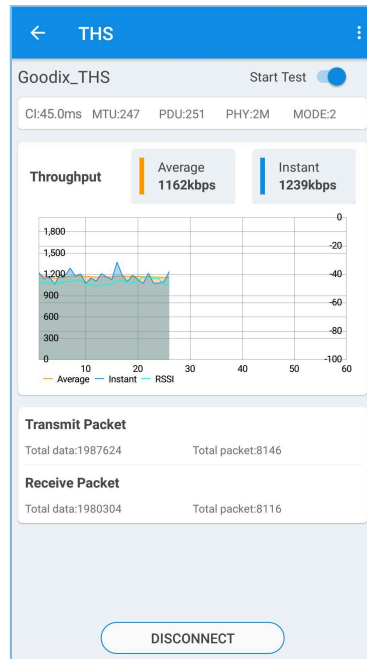 THS
Goodix_THS Start Test
CI:45.0ms MTU:247 PDU:251 PHY:2M MODE:2
Throughput
Average
1162kbps
Instant
1239kbps
0
1,800
-20
1,500
1,200 -40
900
-60
600
-80
300
0 -100
10 20 30 40 50 60
Average Instant RSSI
Transmit Packet
Total data:1987624 Total packet:8146
Receive Packet
Total data:1980304 Total packet:8116
DISCONNECT